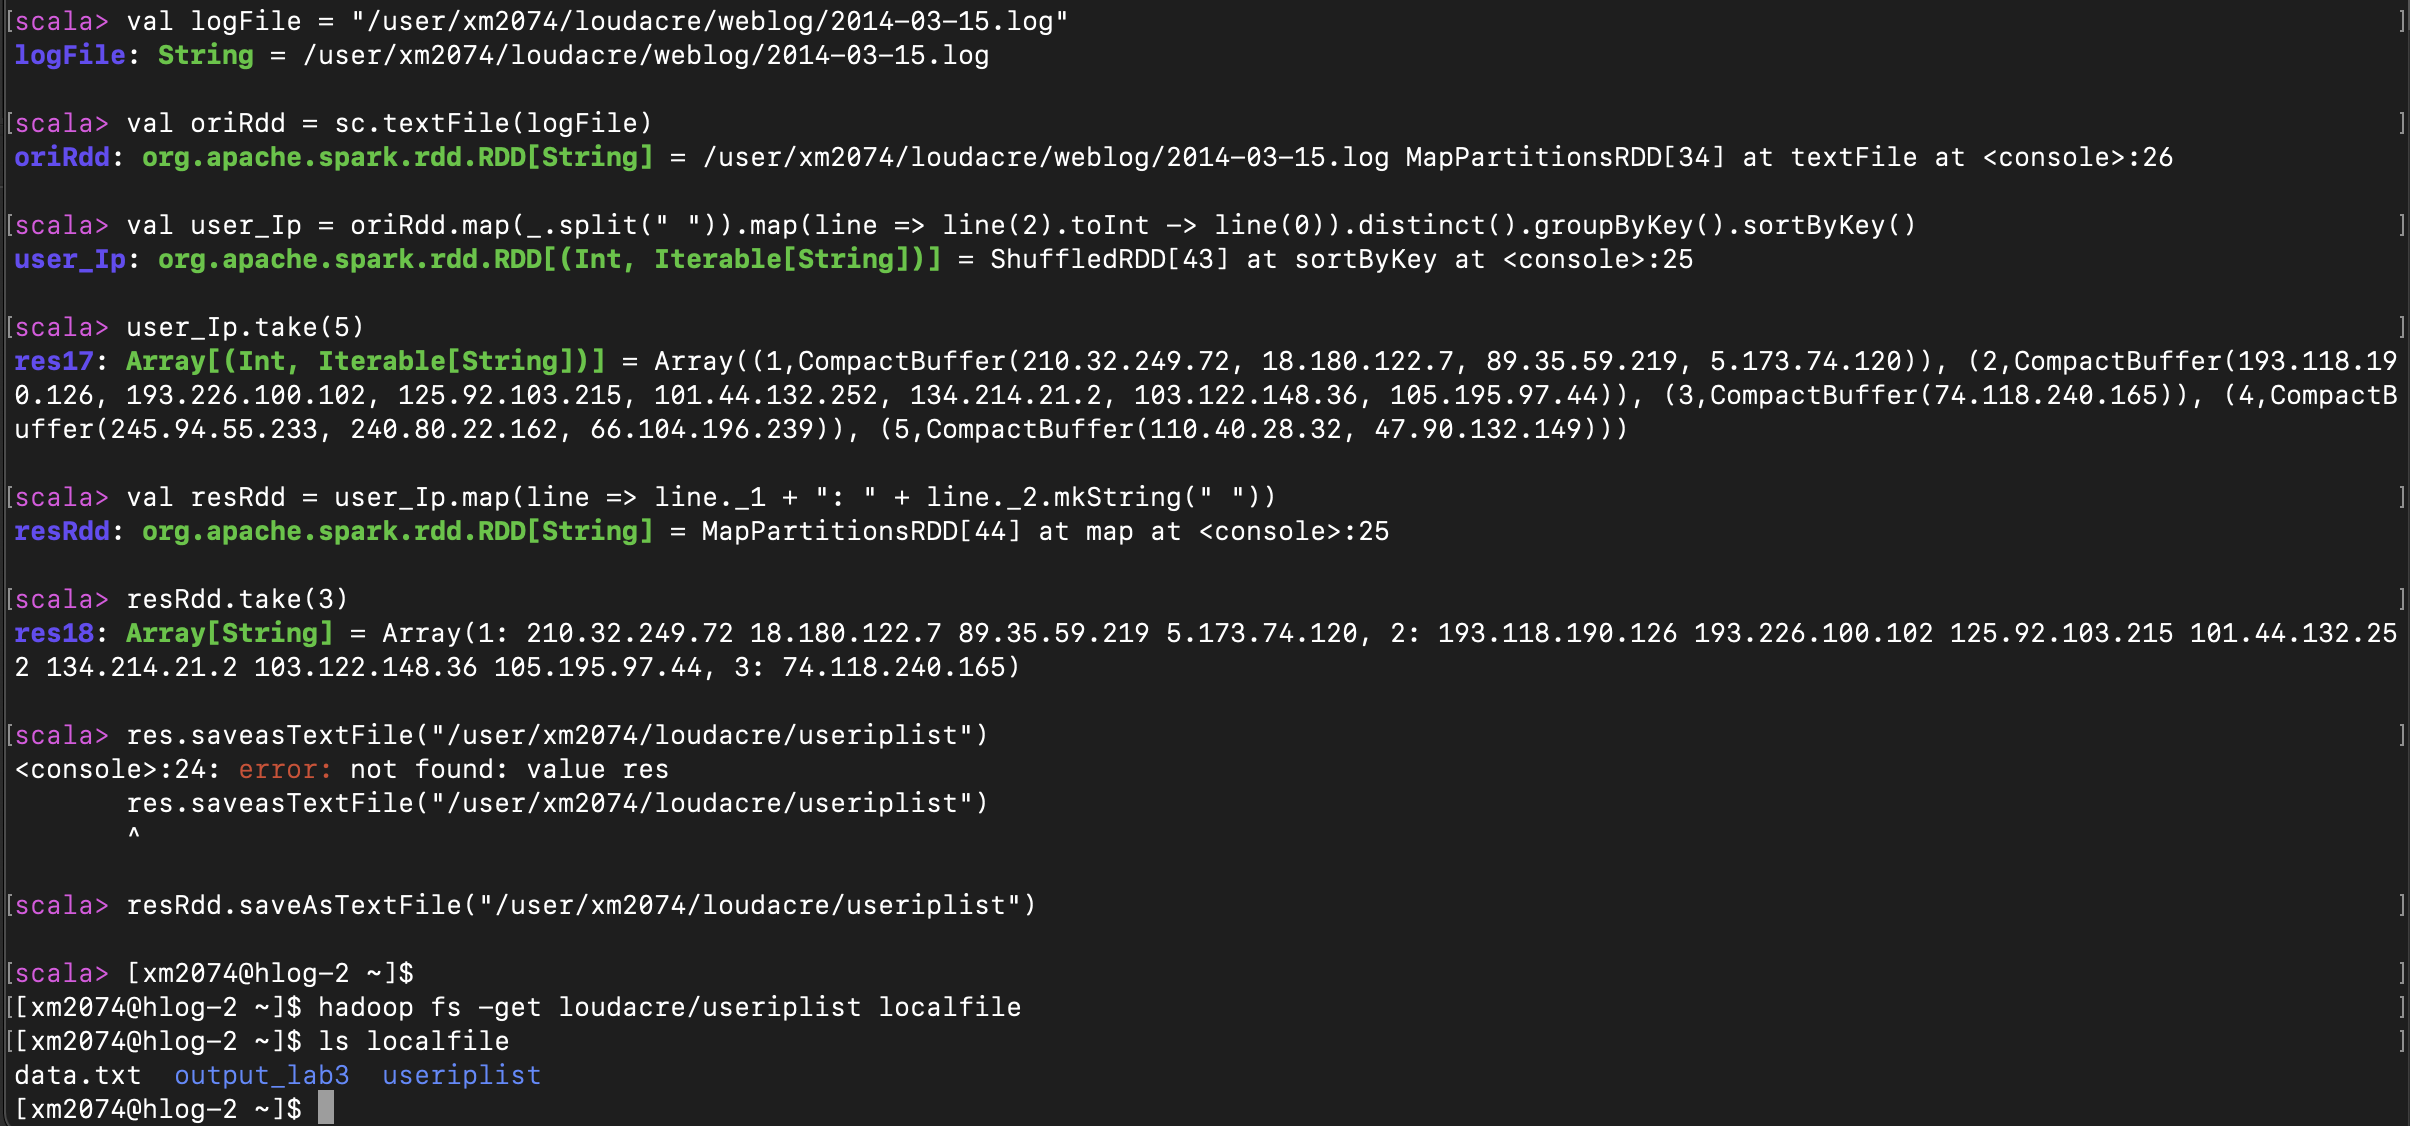 [scala> val logFile = "/user/xm2074/loudacre/weblog/2014-03-15.log" ]
logFile: String = /user/xm2074/loudacre/weblog/2014-03-15.log
[scala> val oriRdd = sc.textFile(logFile) ]
oriRdd: org.apache.spark.rdd.RDD[String] = /user/xm2074/loudacre/weblog/2014-03-15.log MapPartitionsRDD[34] at textFile at <console>:26
[scala> val user_Ip = oriRdd.map(_.split(" ")).map(line => line(2).toInt -> line(0)).distinct().groupByKey().sortByKey() ]
user_Ip: org.apache.spark.rdd.RDD[(Int, Iterable[String])] = ShuffledRDD[43] at sortByKey at <console>:25
[scala> user_Ip.take(5) ]
res17: Array[(Int, Iterable[String])] = Array((1,CompactBuffer(210.32.249.72, 18.180.122.7, 89.35.59.219, 5.173.74.120)), (2,CompactBuffer(193.118.19
0.126, 193.226.100.102, 125.92.103.215, 101.44.132.252, 134.214.21.2, 103.122.148.36, 105.195.97.44)), (3,CompactBuffer(74.118.240.165)), (4,CompactB
uffer(245.94.55.233, 240.80.22.162, 66.104.196.239)), (5,CompactBuffer(110.40.28.32, 47.90.132.149)))
[scala> val resRdd = user_Ip.map(line => line._1 + ": " + line._2.mkString(" ")) ]
resRdd: org.apache.spark.rdd.RDD[String] = MapPartitionsRDD[44] at map at <console>:25
[scala> resRdd.take(3) ]
res18: Array[String] = Array(1: 210.32.249.72 18.180.122.7 89.35.59.219 5.173.74.120, 2: 193.118.190.126 193.226.100.102 125.92.103.215 101.44.132.25
2 134.214.21.2 103.122.148.36 105.195.97.44, 3: 74.118.240.165)
[scala> res.saveasTextFile("/user/xm2074/loudacre/useriplist") ]
<console>:24: error: not found: value res
res.saveasTextFile("/user/xm2074/loudacre/useriplist")
^
[scala> resRdd.saveAsTextFile("/user/xm2074/loudacre/useriplist") ]
[scala> [xm2074@hlog-2 ~]$ ]
[[xm2074@hlog-2 ~]$ hadoop fs -get loudacre/useriplist localfile ]
[[xm2074@hlog-2 ~]$ ls localfile ]
data.txt output_lab3 useriplist
[xm2074@hlog-2 ~]$